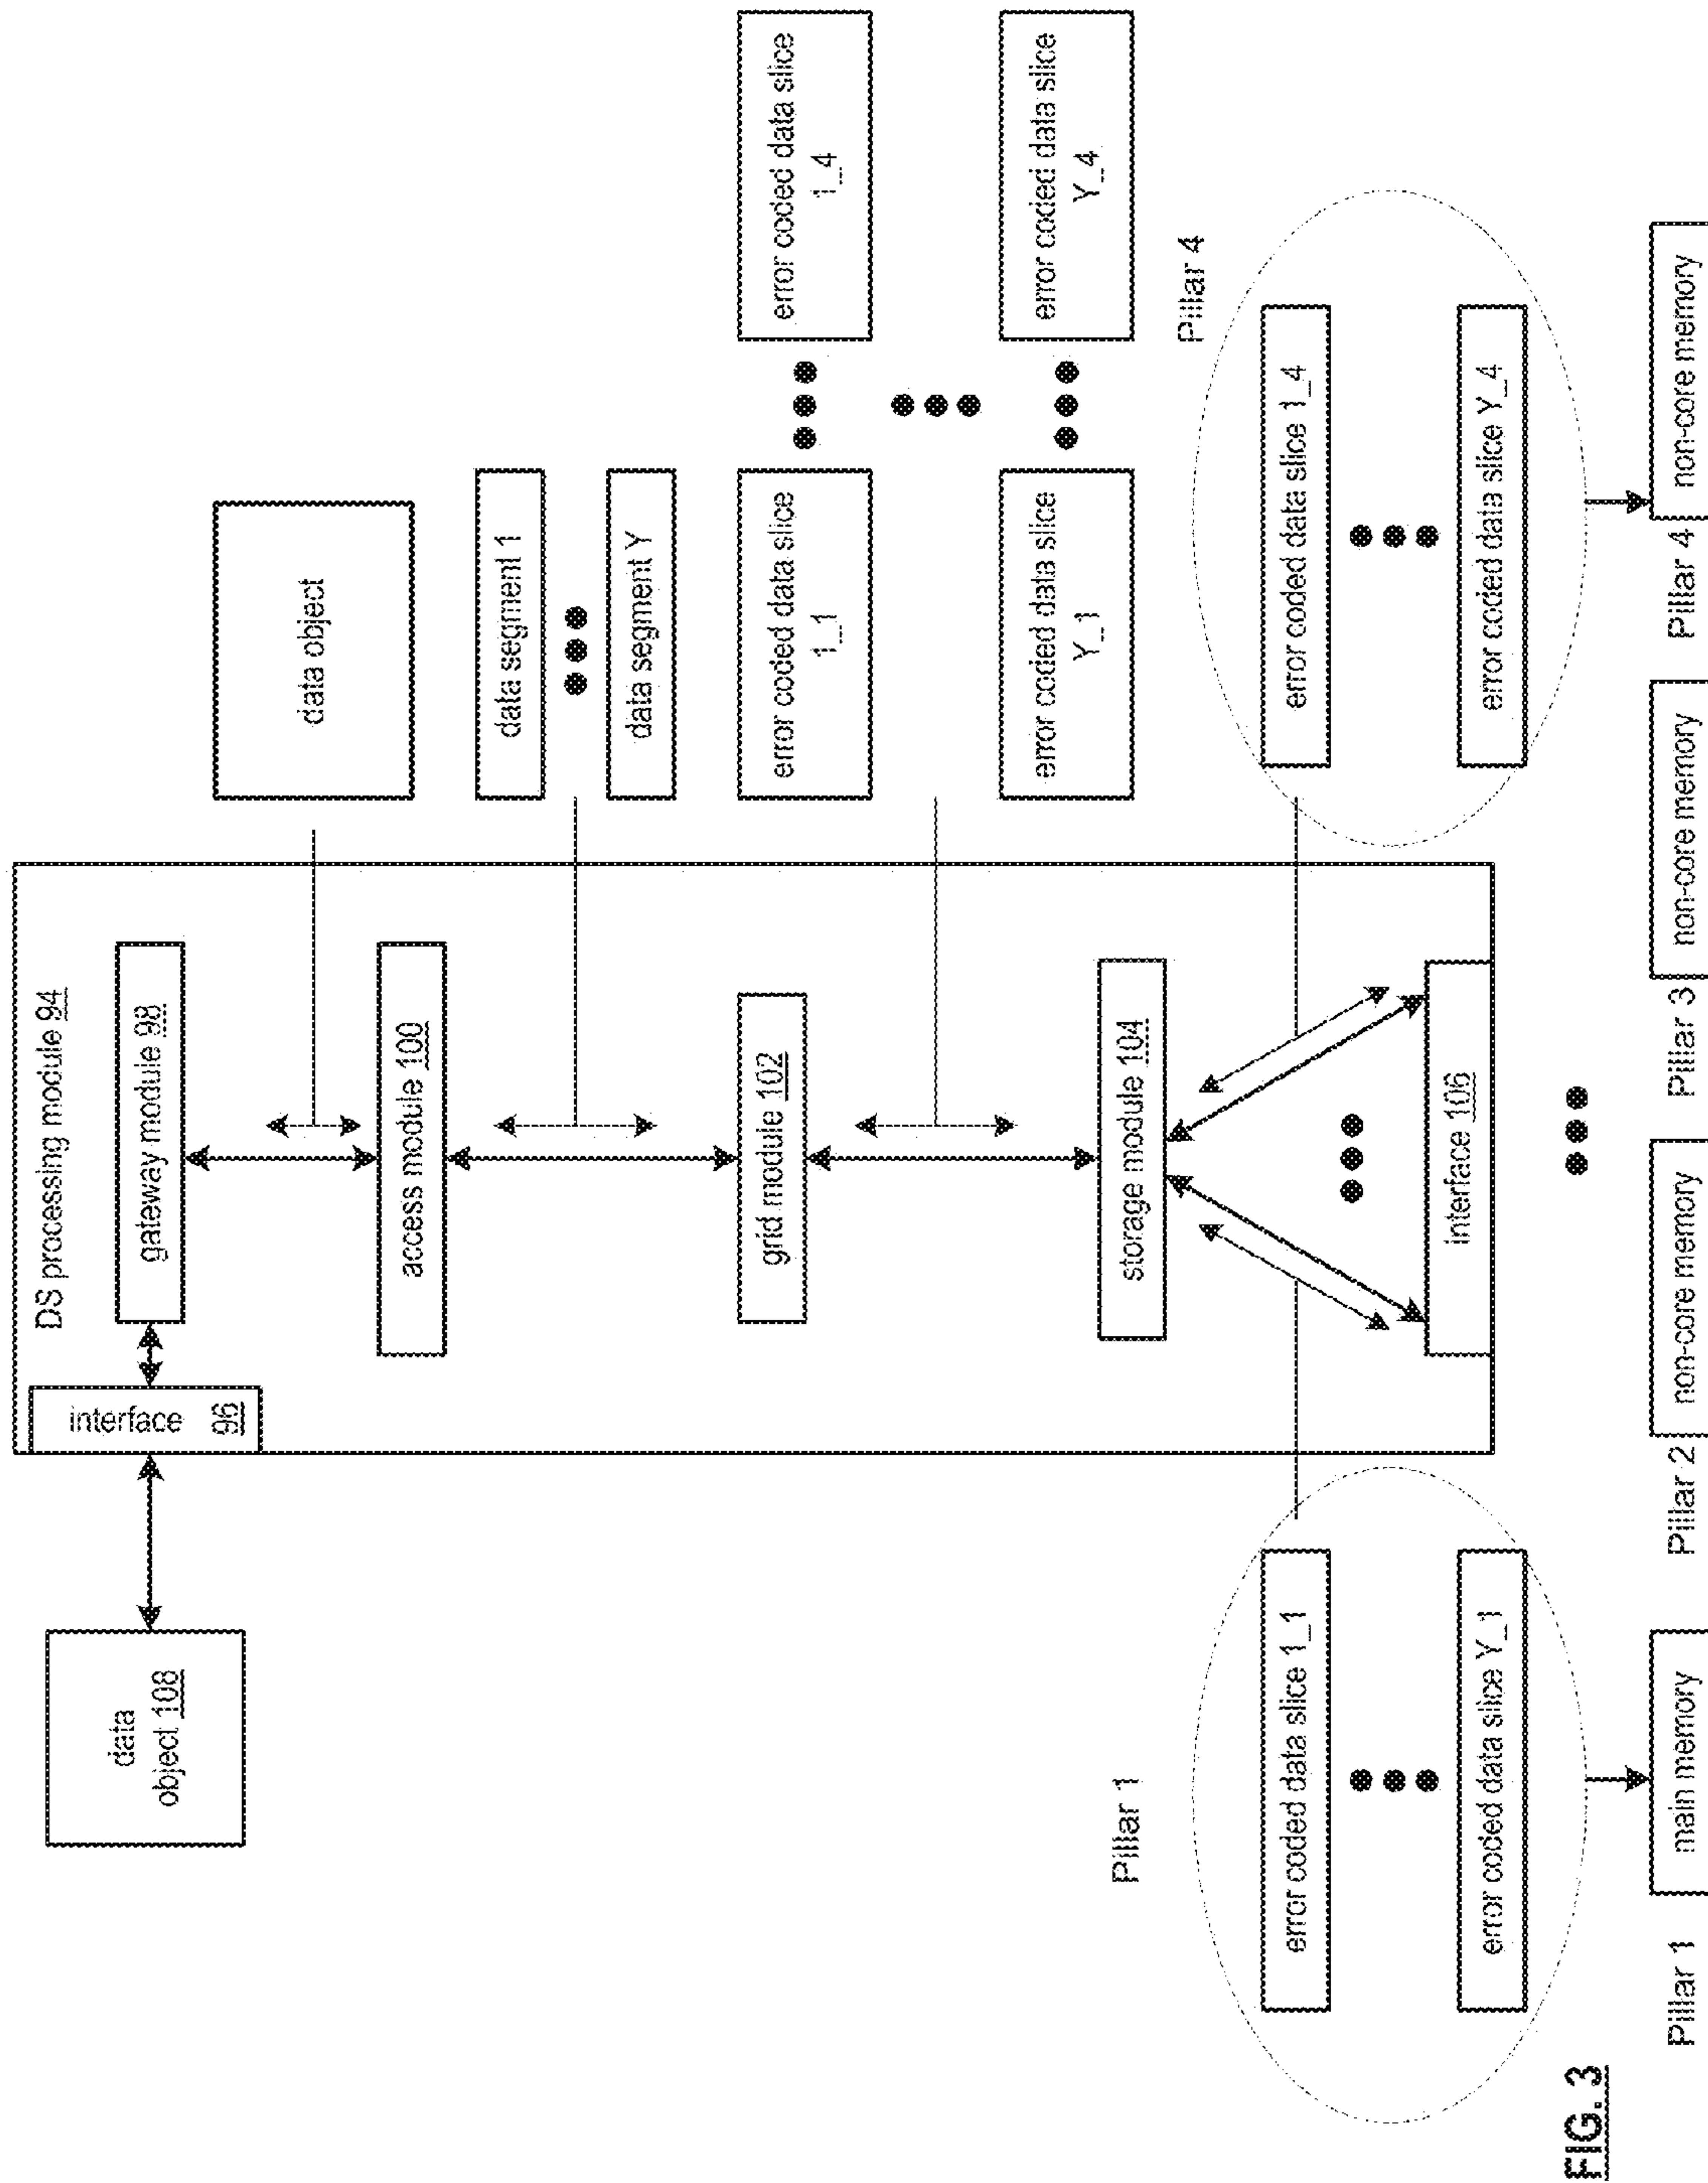 DS processing module 94
data
object 108
interface 96
gateway module 98
data object
access module 100
data segment 1
data segment Y
grid module 102
error coded data slice
1_1
error coded data slice
1_4
error coded data slice
Y_1
error coded data slice
Y_4
storage module 104
Pillar 1
Pillar 4
error coded data slice 1_1
error coded data slice Y_1
interface 106
error coded data slice 1_4
error coded data slice Y_4
Pillar 1
main memory
Pillar 2
non-core memory
Pillar 3
non-core memory
Pillar 4
non-core memory
FIG. 3